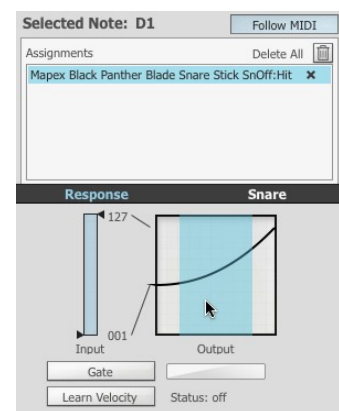 Selected Note: D1 Follow MIDI
Assignments Delete All
Mapex Black Panther Blade Snare Stick SnOff:Hit ✖
Response Snare
127
001
Input Output
Gate
Learn Velocity Status: off